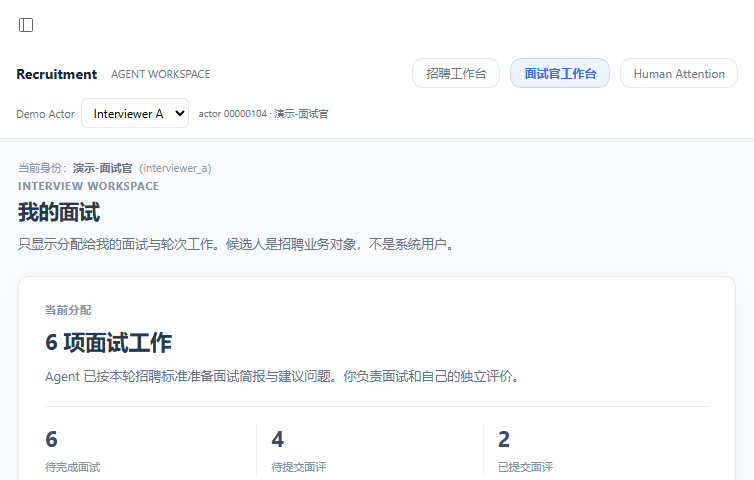 Recruitment AGENT WORKSPACE 招聘工作台 面试官工作台 Human Attention
Demo Actor Interviewer A actor 00000104 · 演示-面试官
当前身份：演示-面试官 (interviewer_a)
INTERVIEW WORKSPACE
我的面试
只显示分配给我的面试与轮次工作。候选人是招聘业务对象，不是系统用户。
当前分配
6 项面试工作
Agent 已按本轮招聘标准准备面试简报与建议问题。你负责面试和自己的独立评价。
6 4 2
待完成面试 待提交面评 已提交面评